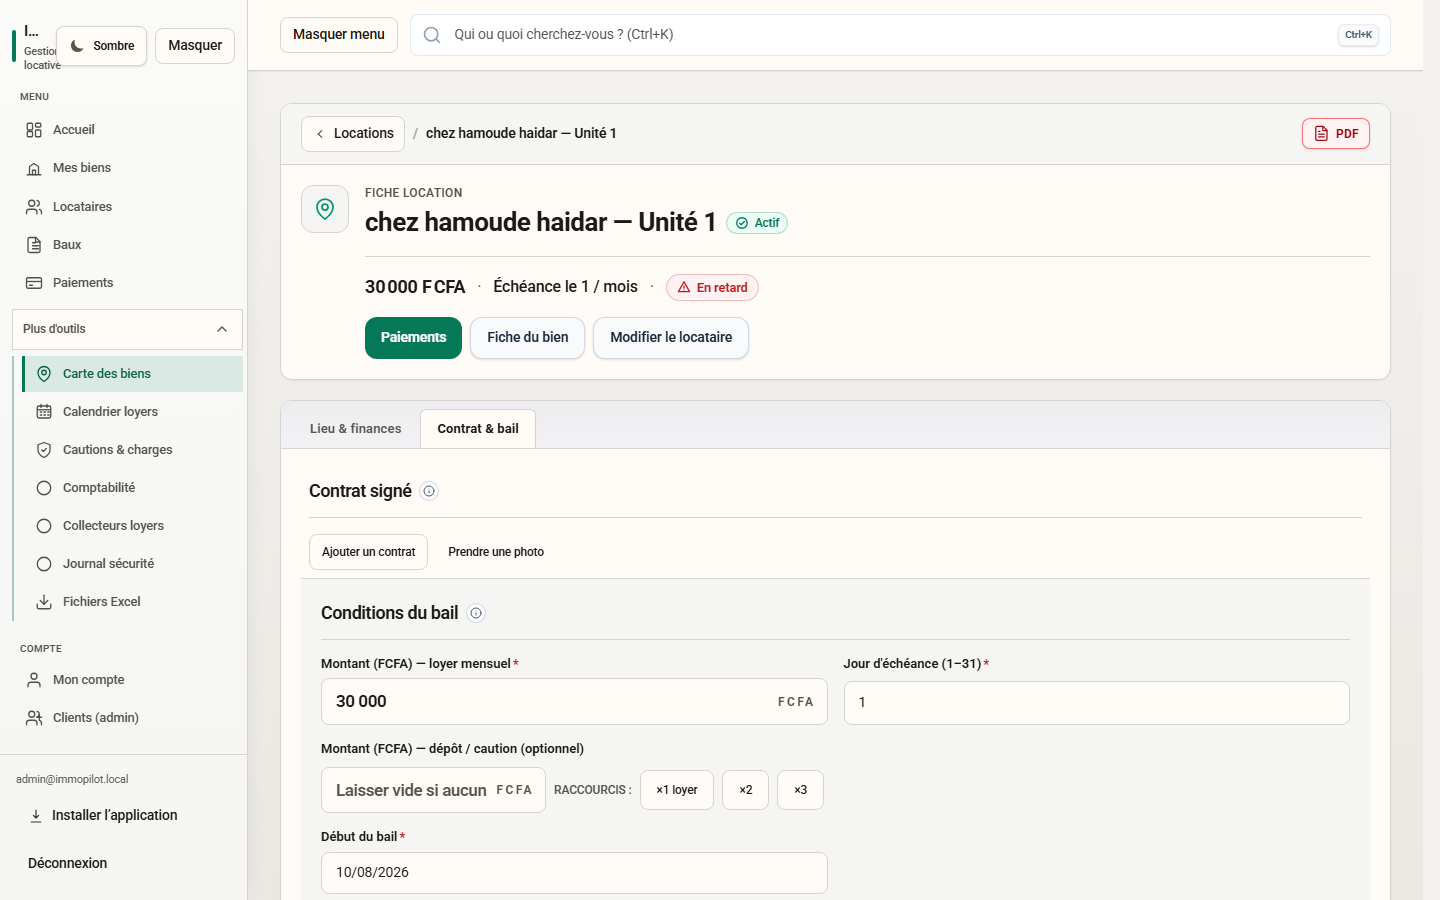 I...
Gestion locative
Sombre
Masquer
MENU
Accueil
Mes biens
Locataires
Baux
Paiements
Plus d'outils
Carte des biens
Calendrier loyers
Cautions & charges
Comptabilité
Collecteurs loyers
Journal sécurité
Fichiers Excel
COMPTE
Mon compte
Clients (admin)
admin@immopilot.local
Installer l'application
Déconnexion
Masquer menu
Qui ou quoi cherchez-vous ? (Ctrl+K)
Ctrl+K
Locations / chez hamoude haidar — Unité 1
PDF
FICHE LOCATION
chez hamoude haidar — Unité 1
Actif
30 000 F CFA · Échéance le 1 / mois · En retard
Paiements
Fiche du bien
Modifier le locataire
Lieu & finances
Contrat & bail
Contrat signé
Ajouter un contrat
Prendre une photo
Conditions du bail
Montant (FCFA) — loyer mensuel *
30 000 FCFA
Jour d'échéance (1–31) *
1
Montant (FCFA) — dépôt / caution (optionnel)
Laisser vide si aucun FCFA
RACCOURCIS :
×1 loyer
×2
×3
Début du bail *
10/08/2026